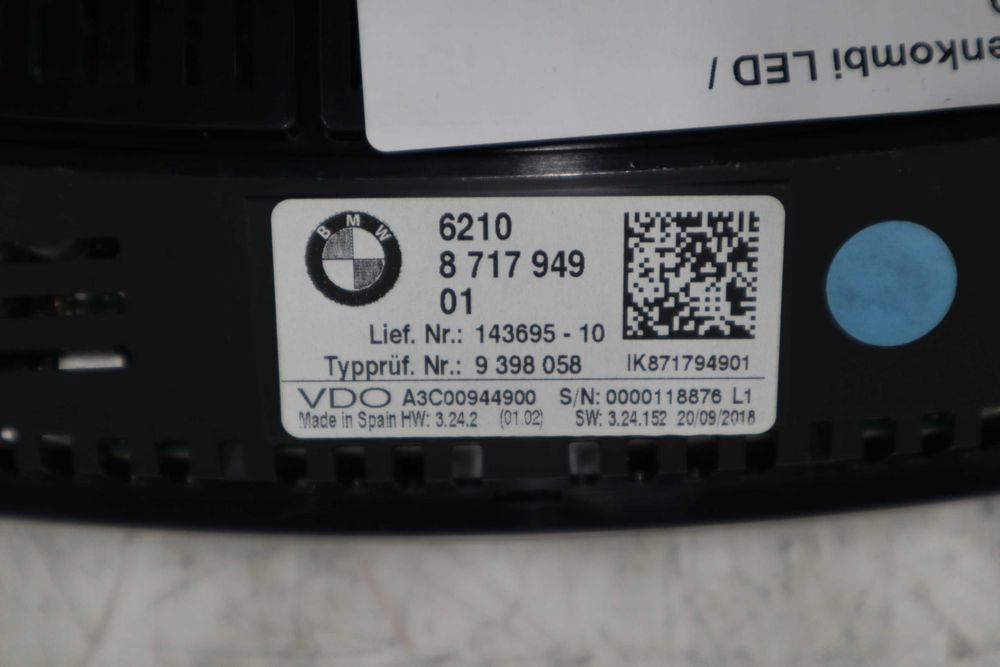 enkombi LED /
BMW
6210
8 717 949
01
Lief. Nr.: 143695 - 10
Typprüf. Nr.: 9 398 058
IK871794901
VDO A3C00944900 S/N: 0000118876 L1
Made in Spain HW: 3.24.2 (01.02) SW: 3.24.152 20/09/2018